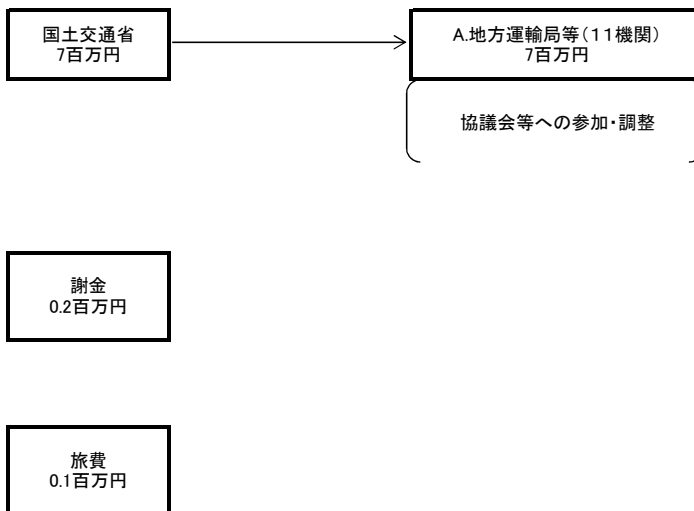 国土交通省
7百万円
A.地方運輸局等(11機関)
7百万円
協議会等への参加・調整
謝金
0.2百万円
旅費
0.1百万円